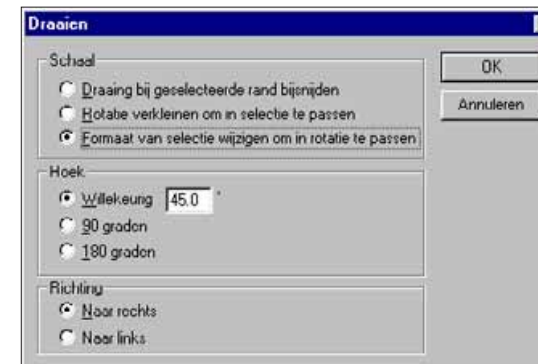 Draaien
Schaal
Draaing bij geselecteerde rand bijsnijden
Rotatie verkleinen om in selectie te passen
Formaat van selectie wijzigen om in rotatie te passen
OK
Annuleren
Hoek
Willekeurig 45.0 °
90 graden
180 graden
Richting
Naar rechts
Naar links